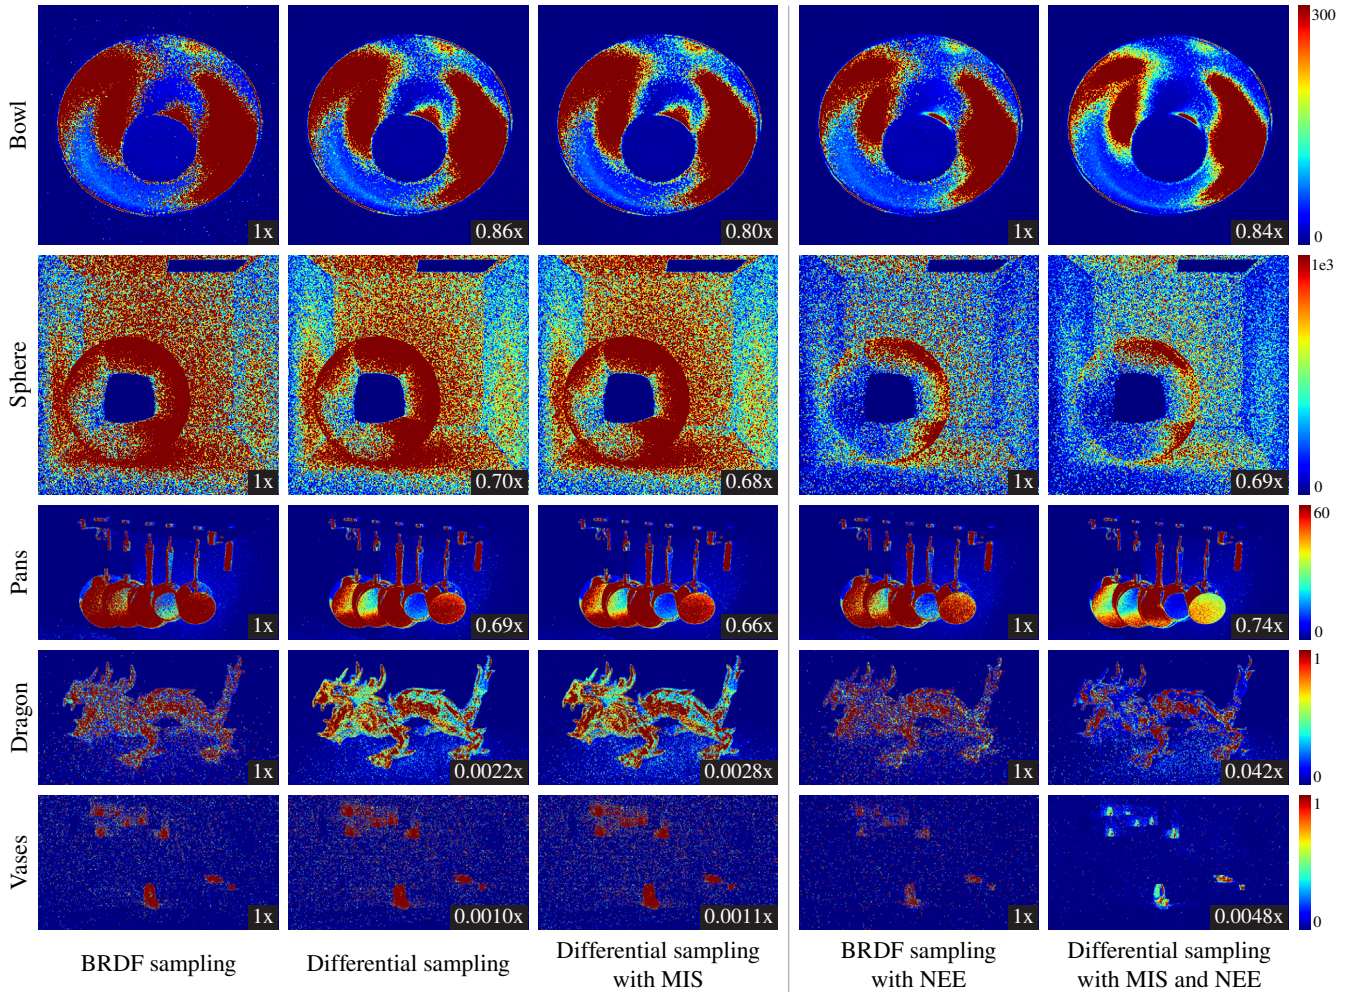 Bowl
1x
0.86x
0.80x
1x
0.84x
300
0
Sphere
1x
0.70x
0.68x
1x
0.69x
1e3
0
Pans
1x
0.69x
0.66x
1x
0.74x
60
0
Dragon
1x
0.0022x
0.0028x
1x
0.042x
1
0
Vases
1x
0.0010x
0.0011x
1x
0.0048x
1
0
BRDF sampling
Differential sampling
Differential sampling
with MIS
BRDF sampling
with NEE
Differential sampling
with MIS and NEE